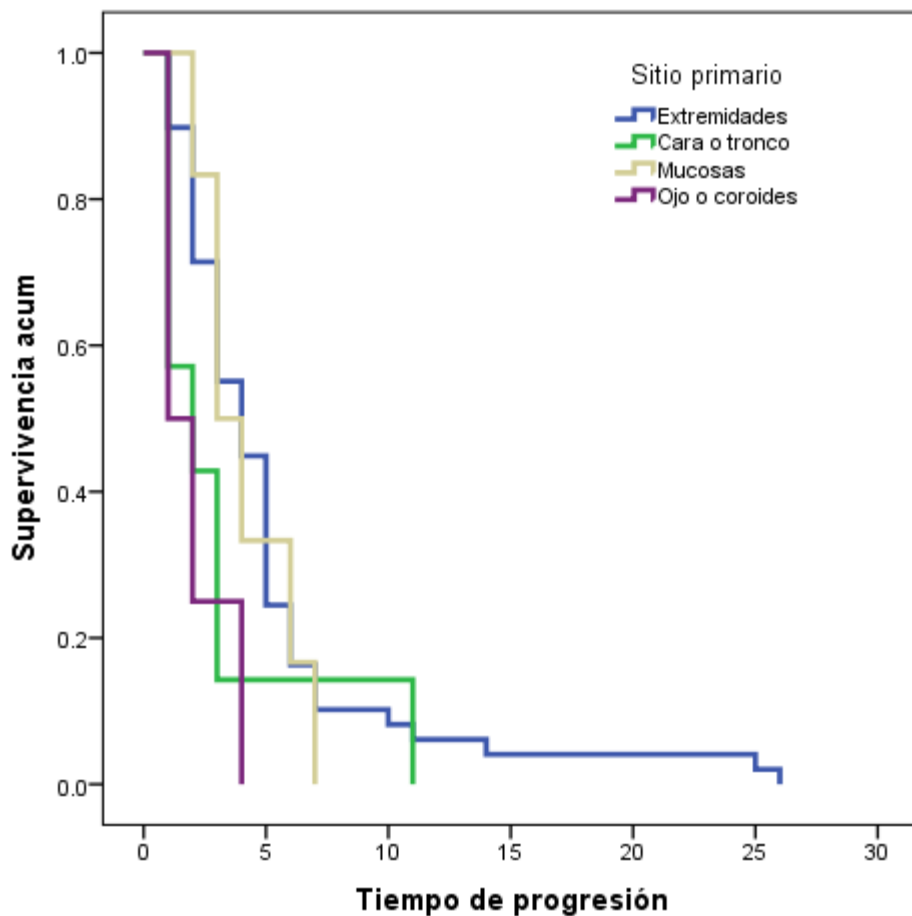 Sitio primario
Extremidades
Cara o tronco
Mucosas
Ojo o coroides
Supervivencia acum
1.0
0.8
0.6
0.4
0.2
0.0
0 5 10 15 20 25 30
Tiempo de progresión